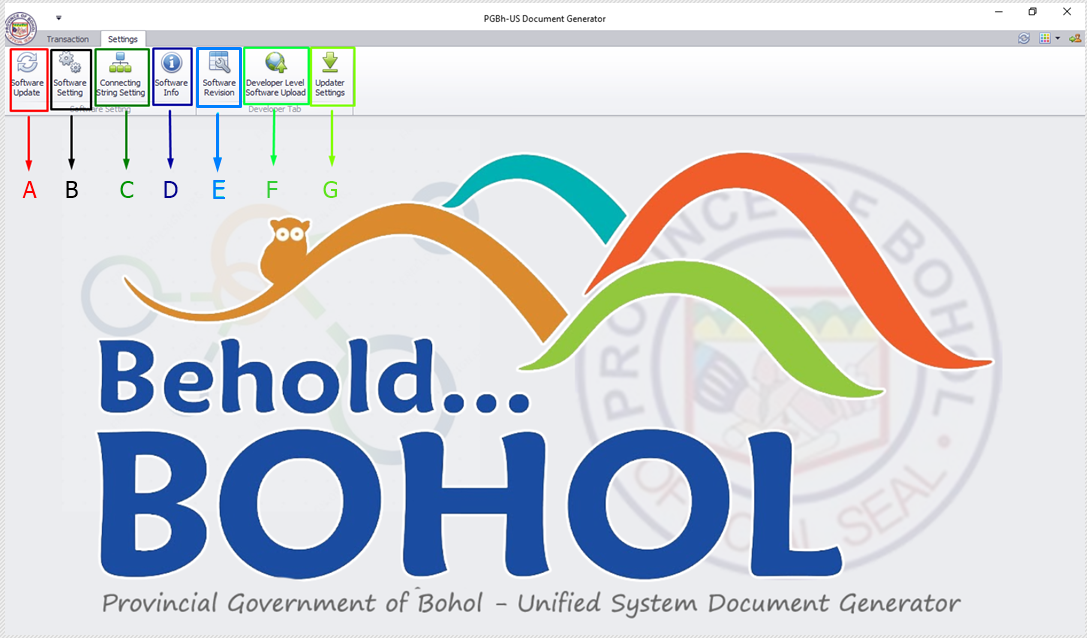 PGBh-US Document Generator
Transaction Settings
Software Update
Software Setting
Connecting String Setting
Software Info
Software Revision
Developer Level Software Upload
Updater Settings
Software Setting
Developer Tab
A B C D E F G
PROVINCE OF BOHOL
OFFICIAL SEAL
Behold...
BOHOL
Provincial Government of Bohol - Unified System Document Generator